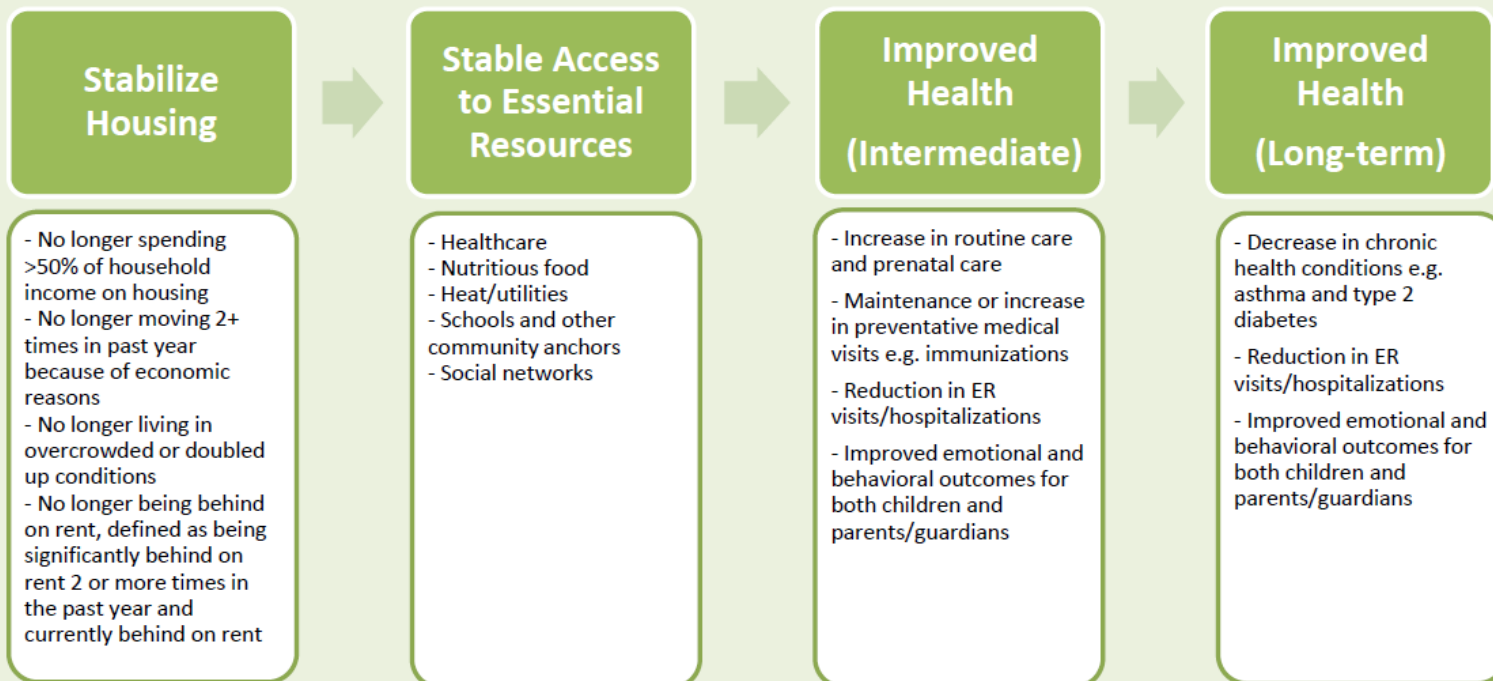 Stabilize
Housing
Stable Access
to Essential
Resources
Improved
Health
(Intermediate)
Improved
Health
(Long-term)
- No longer spending
>50% of household
income on housing
- No longer moving 2+
times in past year
because of economic
reasons
- No longer living in
overcrowded or doubled
up conditions
- No longer being behind
on rent, defined as being
significantly behind on
rent 2 or more times in
the past year and
currently behind on rent
- Healthcare
- Nutritious food
- Heat/utilities
- Schools and other
community anchors
- Social networks
- Increase in routine care
and prenatal care
- Maintenance or increase
in preventative medical
visits e.g. immunizations
- Reduction in ER
visits/hospitalizations
- Improved emotional and
behavioral outcomes for
both children and
parents/guardians
- Decrease in chronic
health conditions e.g.
asthma and type 2
diabetes
- Reduction in ER
visits/hospitalizations
- Improved emotional and
behavioral outcomes for
both children and
parents/guardians